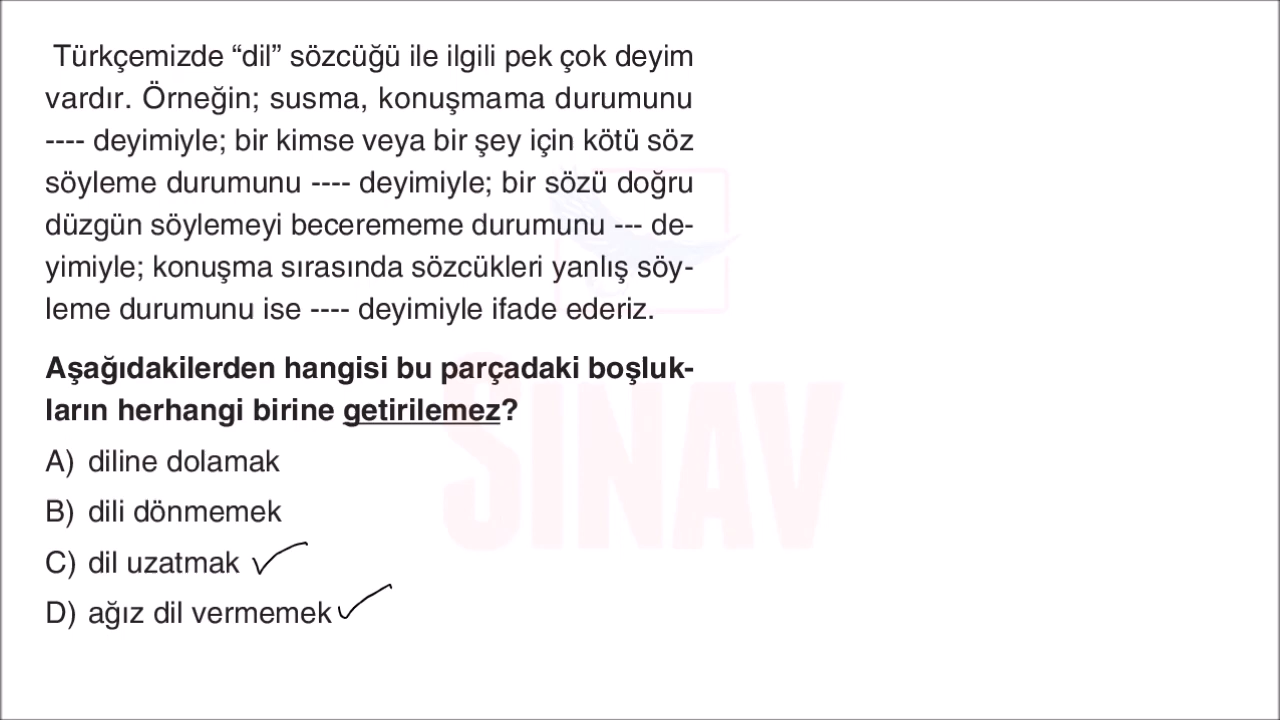 Türkçemizde “dil” sözcüğü ile ilgili pek çok deyim
vardır. Örneğin; susma, konuşmama durumunu
---- deyimiyle; bir kimse veya bir şey için kötü söz
söyleme durumunu ---- deyimiyle; bir sözü doğru
düzgün söylemeyi becerememe durumunu --- de-
yimiyle; konuşma sırasında sözcükleri yanlış söy-
leme durumunu ise ---- deyimiyle ifade ederiz.
Aşağıdakilerden hangisi bu parçadaki boşluk-
ların herhangi birine getirilemez?
A) diline dolamak
B) dili dönmemek
C) dil uzatmak
D) ağız dil vermemek
SINAV